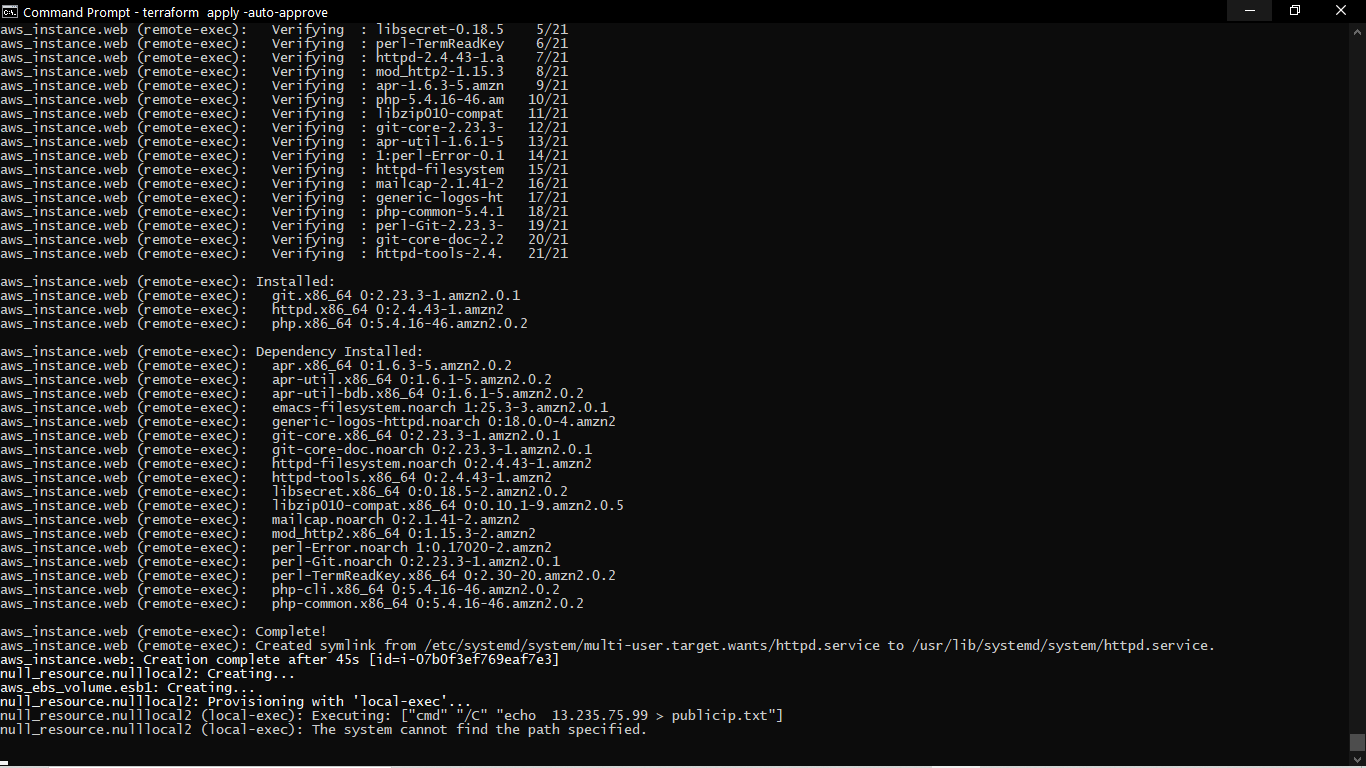 Command Prompt - terraform  apply -auto-approve
aws_instance.web (remote-exec):   Verifying  : libsecret-0.18.5    5/21
aws_instance.web (remote-exec):   Verifying  : perl-TermReadKey    6/21
aws_instance.web (remote-exec):   Verifying  : httpd-2.4.43-1.a    7/21
aws_instance.web (remote-exec):   Verifying  : mod_http2-1.15.3    8/21
aws_instance.web (remote-exec):   Verifying  : apr-1.6.3-5.amzn    9/21
aws_instance.web (remote-exec):   Verifying  : php-5.4.16-46.am   10/21
aws_instance.web (remote-exec):   Verifying  : libzip010-compat   11/21
aws_instance.web (remote-exec):   Verifying  : git-core-2.23.3-   12/21
aws_instance.web (remote-exec):   Verifying  : apr-util-1.6.1-5   13/21
aws_instance.web (remote-exec):   Verifying  : 1:perl-Error-0.1   14/21
aws_instance.web (remote-exec):   Verifying  : httpd-filesystem   15/21
aws_instance.web (remote-exec):   Verifying  : mailcap-2.1.41-2   16/21
aws_instance.web (remote-exec):   Verifying  : generic-logos-ht   17/21
aws_instance.web (remote-exec):   Verifying  : php-common-5.4.1   18/21
aws_instance.web (remote-exec):   Verifying  : perl-Git-2.23.3-   19/21
aws_instance.web (remote-exec):   Verifying  : git-core-doc-2.2   20/21
aws_instance.web (remote-exec):   Verifying  : httpd-tools-2.4.   21/21
aws_instance.web (remote-exec): Installed:
aws_instance.web (remote-exec):   git.x86_64 0:2.23.3-1.amzn2.0.1
aws_instance.web (remote-exec):   httpd.x86_64 0:2.4.43-1.amzn2
aws_instance.web (remote-exec):   php.x86_64 0:5.4.16-46.amzn2.0.2
aws_instance.web (remote-exec): Dependency Installed:
aws_instance.web (remote-exec):   apr.x86_64 0:1.6.3-5.amzn2.0.2
aws_instance.web (remote-exec):   apr-util.x86_64 0:1.6.1-5.amzn2.0.2
aws_instance.web (remote-exec):   apr-util-bdb.x86_64 0:1.6.1-5.amzn2.0.2
aws_instance.web (remote-exec):   emacs-filesystem.noarch 1:25.3-3.amzn2.0.1
aws_instance.web (remote-exec):   generic-logos-httpd.noarch 0:18.0.0-4.amzn2
aws_instance.web (remote-exec):   git-core.x86_64 0:2.23.3-1.amzn2.0.1
aws_instance.web (remote-exec):   git-core-doc.noarch 0:2.23.3-1.amzn2.0.1
aws_instance.web (remote-exec):   httpd-filesystem.noarch 0:2.4.43-1.amzn2
aws_instance.web (remote-exec):   httpd-tools.x86_64 0:2.4.43-1.amzn2
aws_instance.web (remote-exec):   libsecret.x86_64 0:0.18.5-2.amzn2.0.2
aws_instance.web (remote-exec):   libzip010-compat.x86_64 0:0.10.1-9.amzn2.0.5
aws_instance.web (remote-exec):   mailcap.noarch 0:2.1.41-2.amzn2
aws_instance.web (remote-exec):   mod_http2.x86_64 0:1.15.3-2.amzn2
aws_instance.web (remote-exec):   perl-Error.noarch 1:0.17020-2.amzn2
aws_instance.web (remote-exec):   perl-Git.noarch 0:2.23.3-1.amzn2.0.1
aws_instance.web (remote-exec):   perl-TermReadKey.x86_64 0:2.30-20.amzn2.0.2
aws_instance.web (remote-exec):   php-cli.x86_64 0:5.4.16-46.amzn2.0.2
aws_instance.web (remote-exec):   php-common.x86_64 0:5.4.16-46.amzn2.0.2
aws_instance.web (remote-exec): Complete!
aws_instance.web (remote-exec): Created symlink from /etc/systemd/system/multi-user.target.wants/httpd.service to /usr/lib/systemd/system/httpd.service.
aws_instance.web: Creation complete after 45s [id=i-07b0f3ef769eaf7e3]
null_resource.nulllocal2: Creating...
aws_ebs_volume.esb1: Creating...
null_resource.nulllocal2: Provisioning with 'local-exec'...
null_resource.nulllocal2 (local-exec): Executing: ["cmd" "/C" "echo  13.235.75.99 > publicip.txt"]
null_resource.nulllocal2 (local-exec): The system cannot find the path specified.